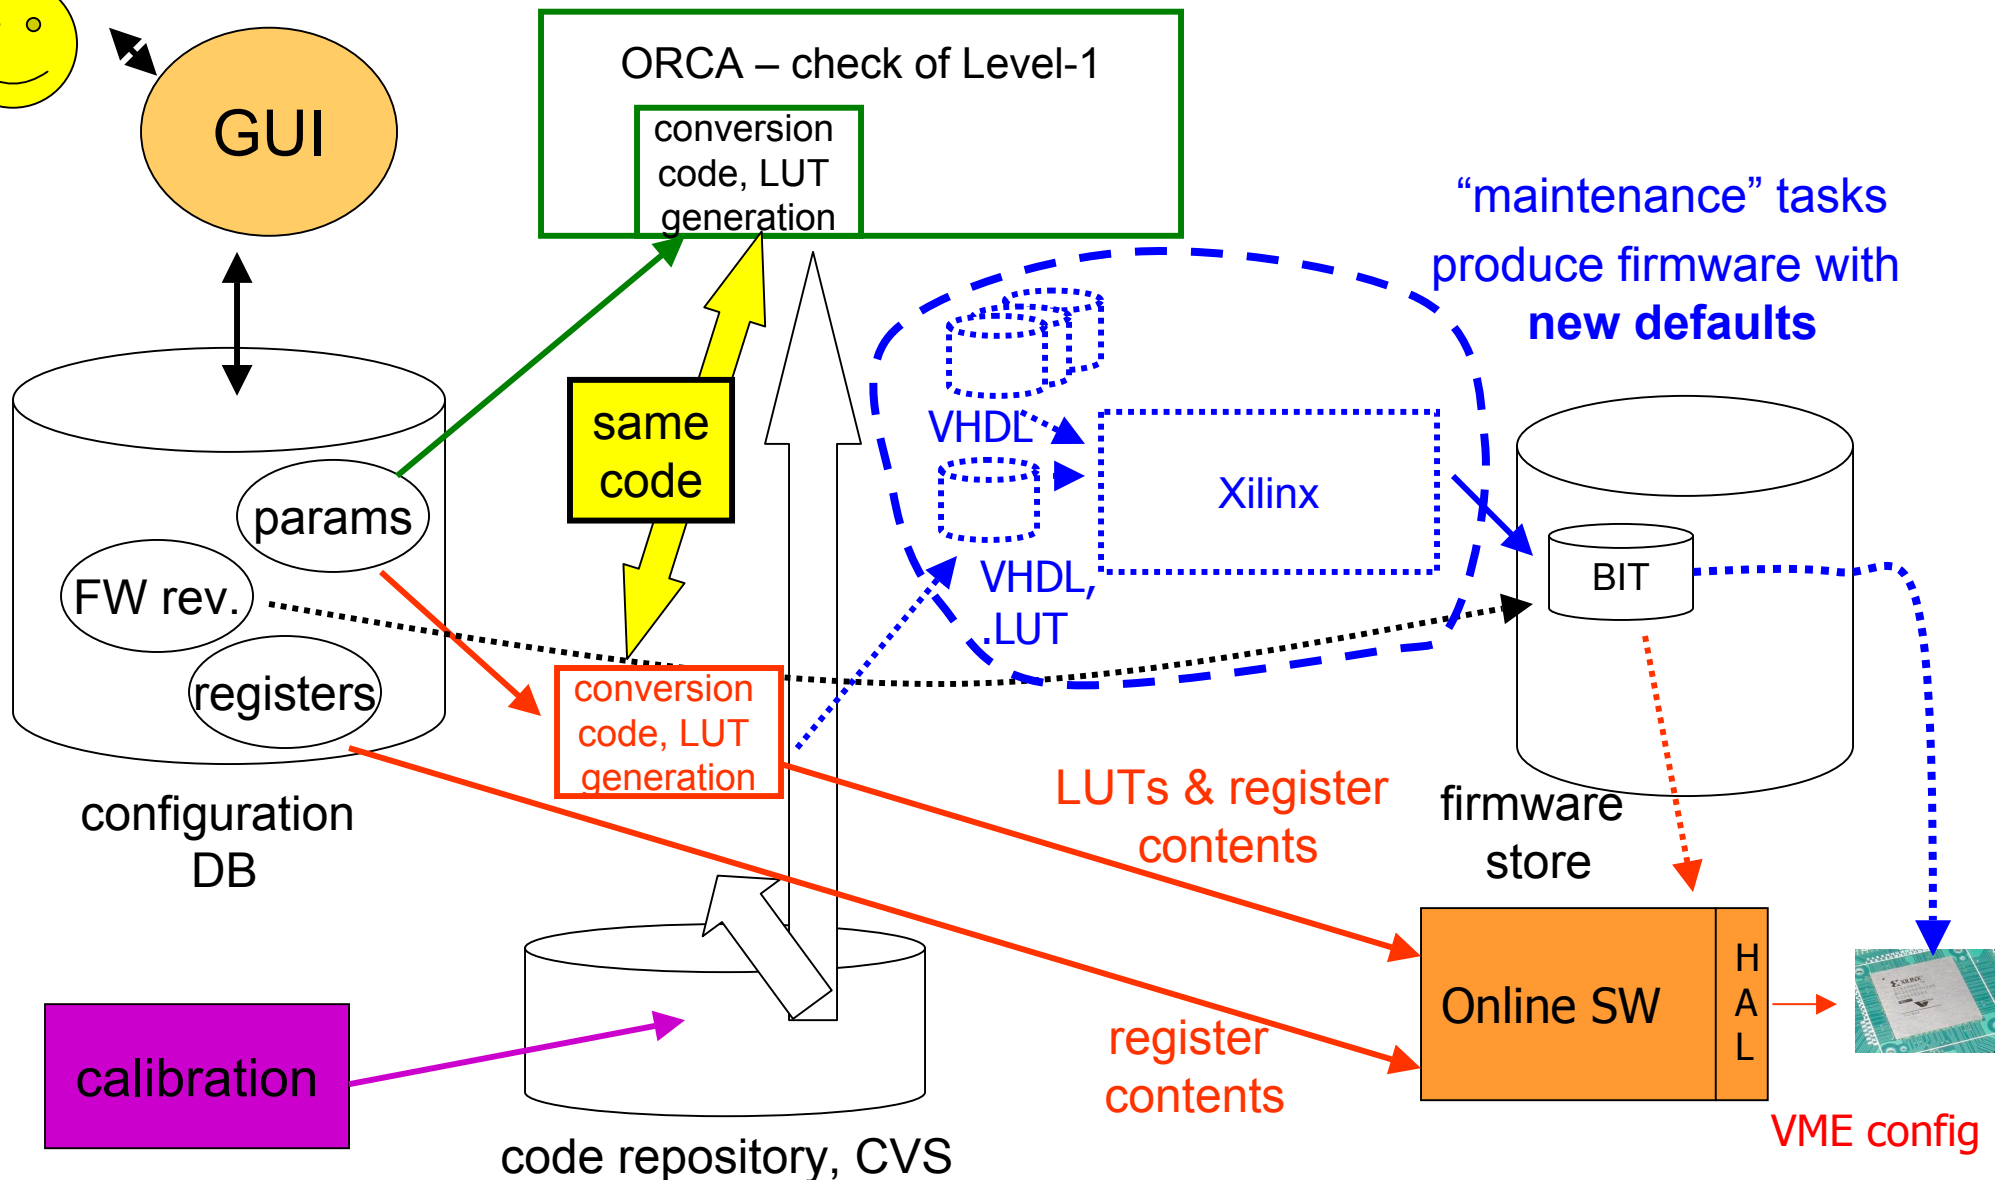 ORCA – check of Level-1
GUI
conversion
code, LUT
generation
“maintenance” tasks
produce firmware with
new defaults
same
code
VHDL
Xilinx
params
FW rev.
registers
VHDL,
.LUT
BIT
conversion
code, LUT
generation
configuration
DB
LUTs & register
contents
firmware
store
Online SW
H
A
L
XILINX
register
contents
calibration
VME config
code repository, CVS